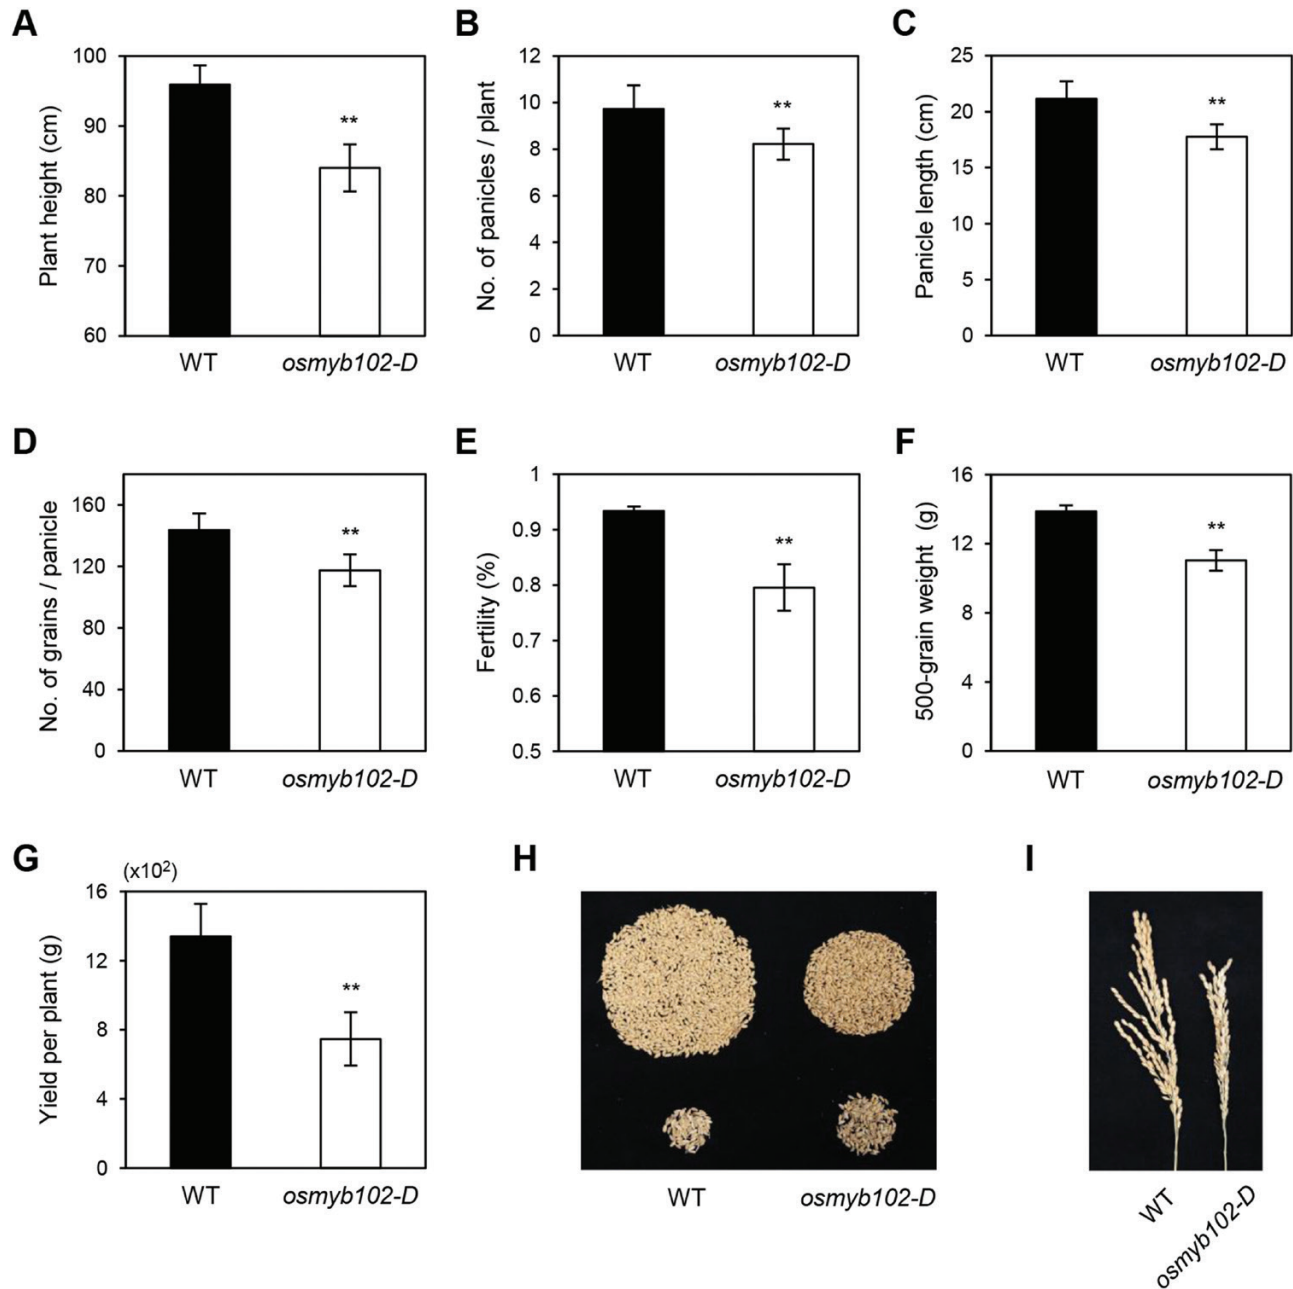 A
Plant height (cm)
100
90
80
70
60
**
WT
osmyb102-D
B
No. of panicles / plant
12
10
8
6
4
2
0
**
WT
osmyb102-D
C
Panicle length (cm)
25
20
15
10
5
0
**
WT
osmyb102-D
D
No. of grains / panicle
160
120
80
40
0
**
WT
osmyb102-D
E
Fertility (%)
1
0.9
0.8
0.7
0.6
0.5
**
WT
osmyb102-D
F
500-grain weight (g)
16
12
8
4
0
**
WT
osmyb102-D
G
(x10²)
Yield per plant (g)
16
12
8
4
0
**
WT
osmyb102-D
H
WT
osmyb102-D
I
WT
osmyb102-D